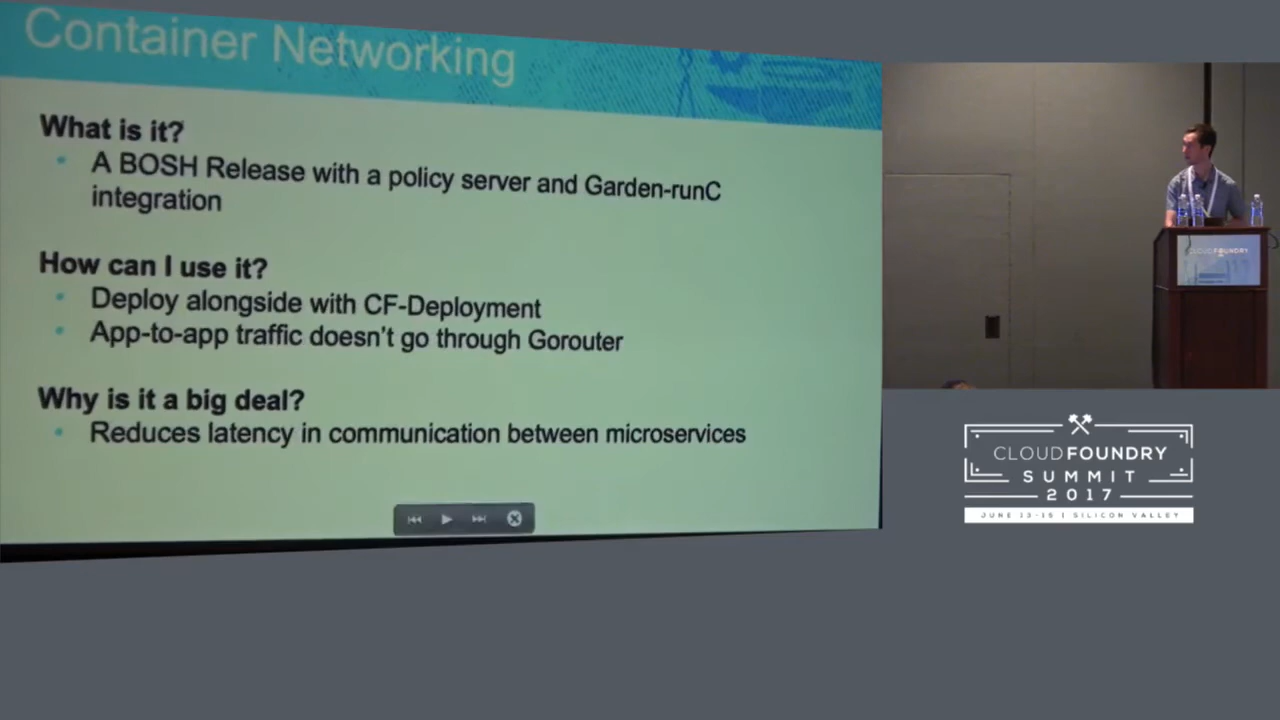 Container Networking
What is it?
A BOSH Release with a policy server and Garden-runC
integration
How can I use it?
Deploy alongside with CF-Deployment
App-to-app traffic doesn't go through Gorouter
Why is it a big deal?
Reduces latency in communication between microservices
CLOUDFOUNDRY
CLOUDFOUNDRY
SUMMIT
2017
JUNE 13-15 | SILICON VALLEY